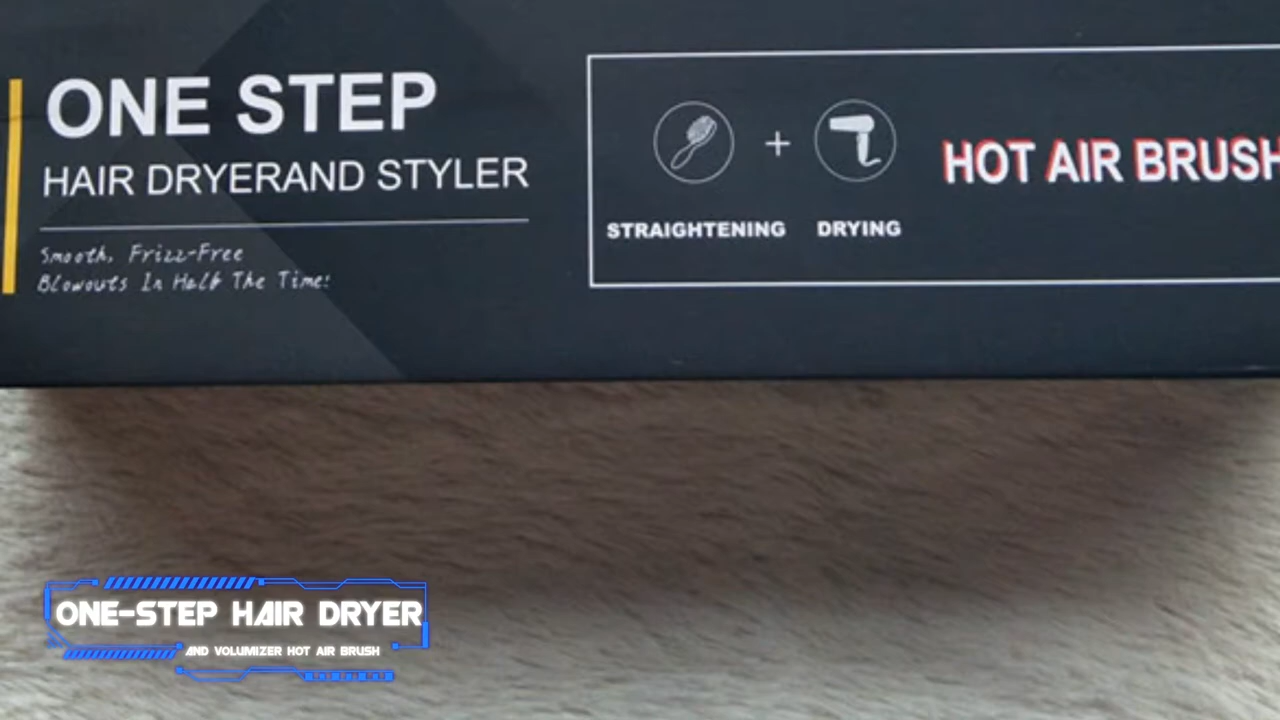 ONE STEP
HAIR DRYERAND STYLER
Smooth, Frizz-Free
Blowouts In Half The Time!
STRAIGHTENING + DRYING
HOT AIR BRUSH
ONE-STEP HAIR DRYER
AND VOLUMIZER HOT AIR BRUSH